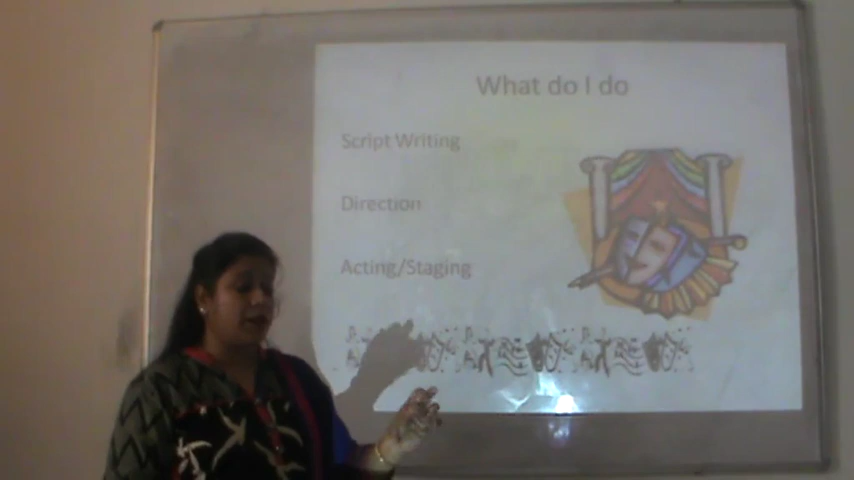 What do I do
Script Writing
Direction
Acting/Staging